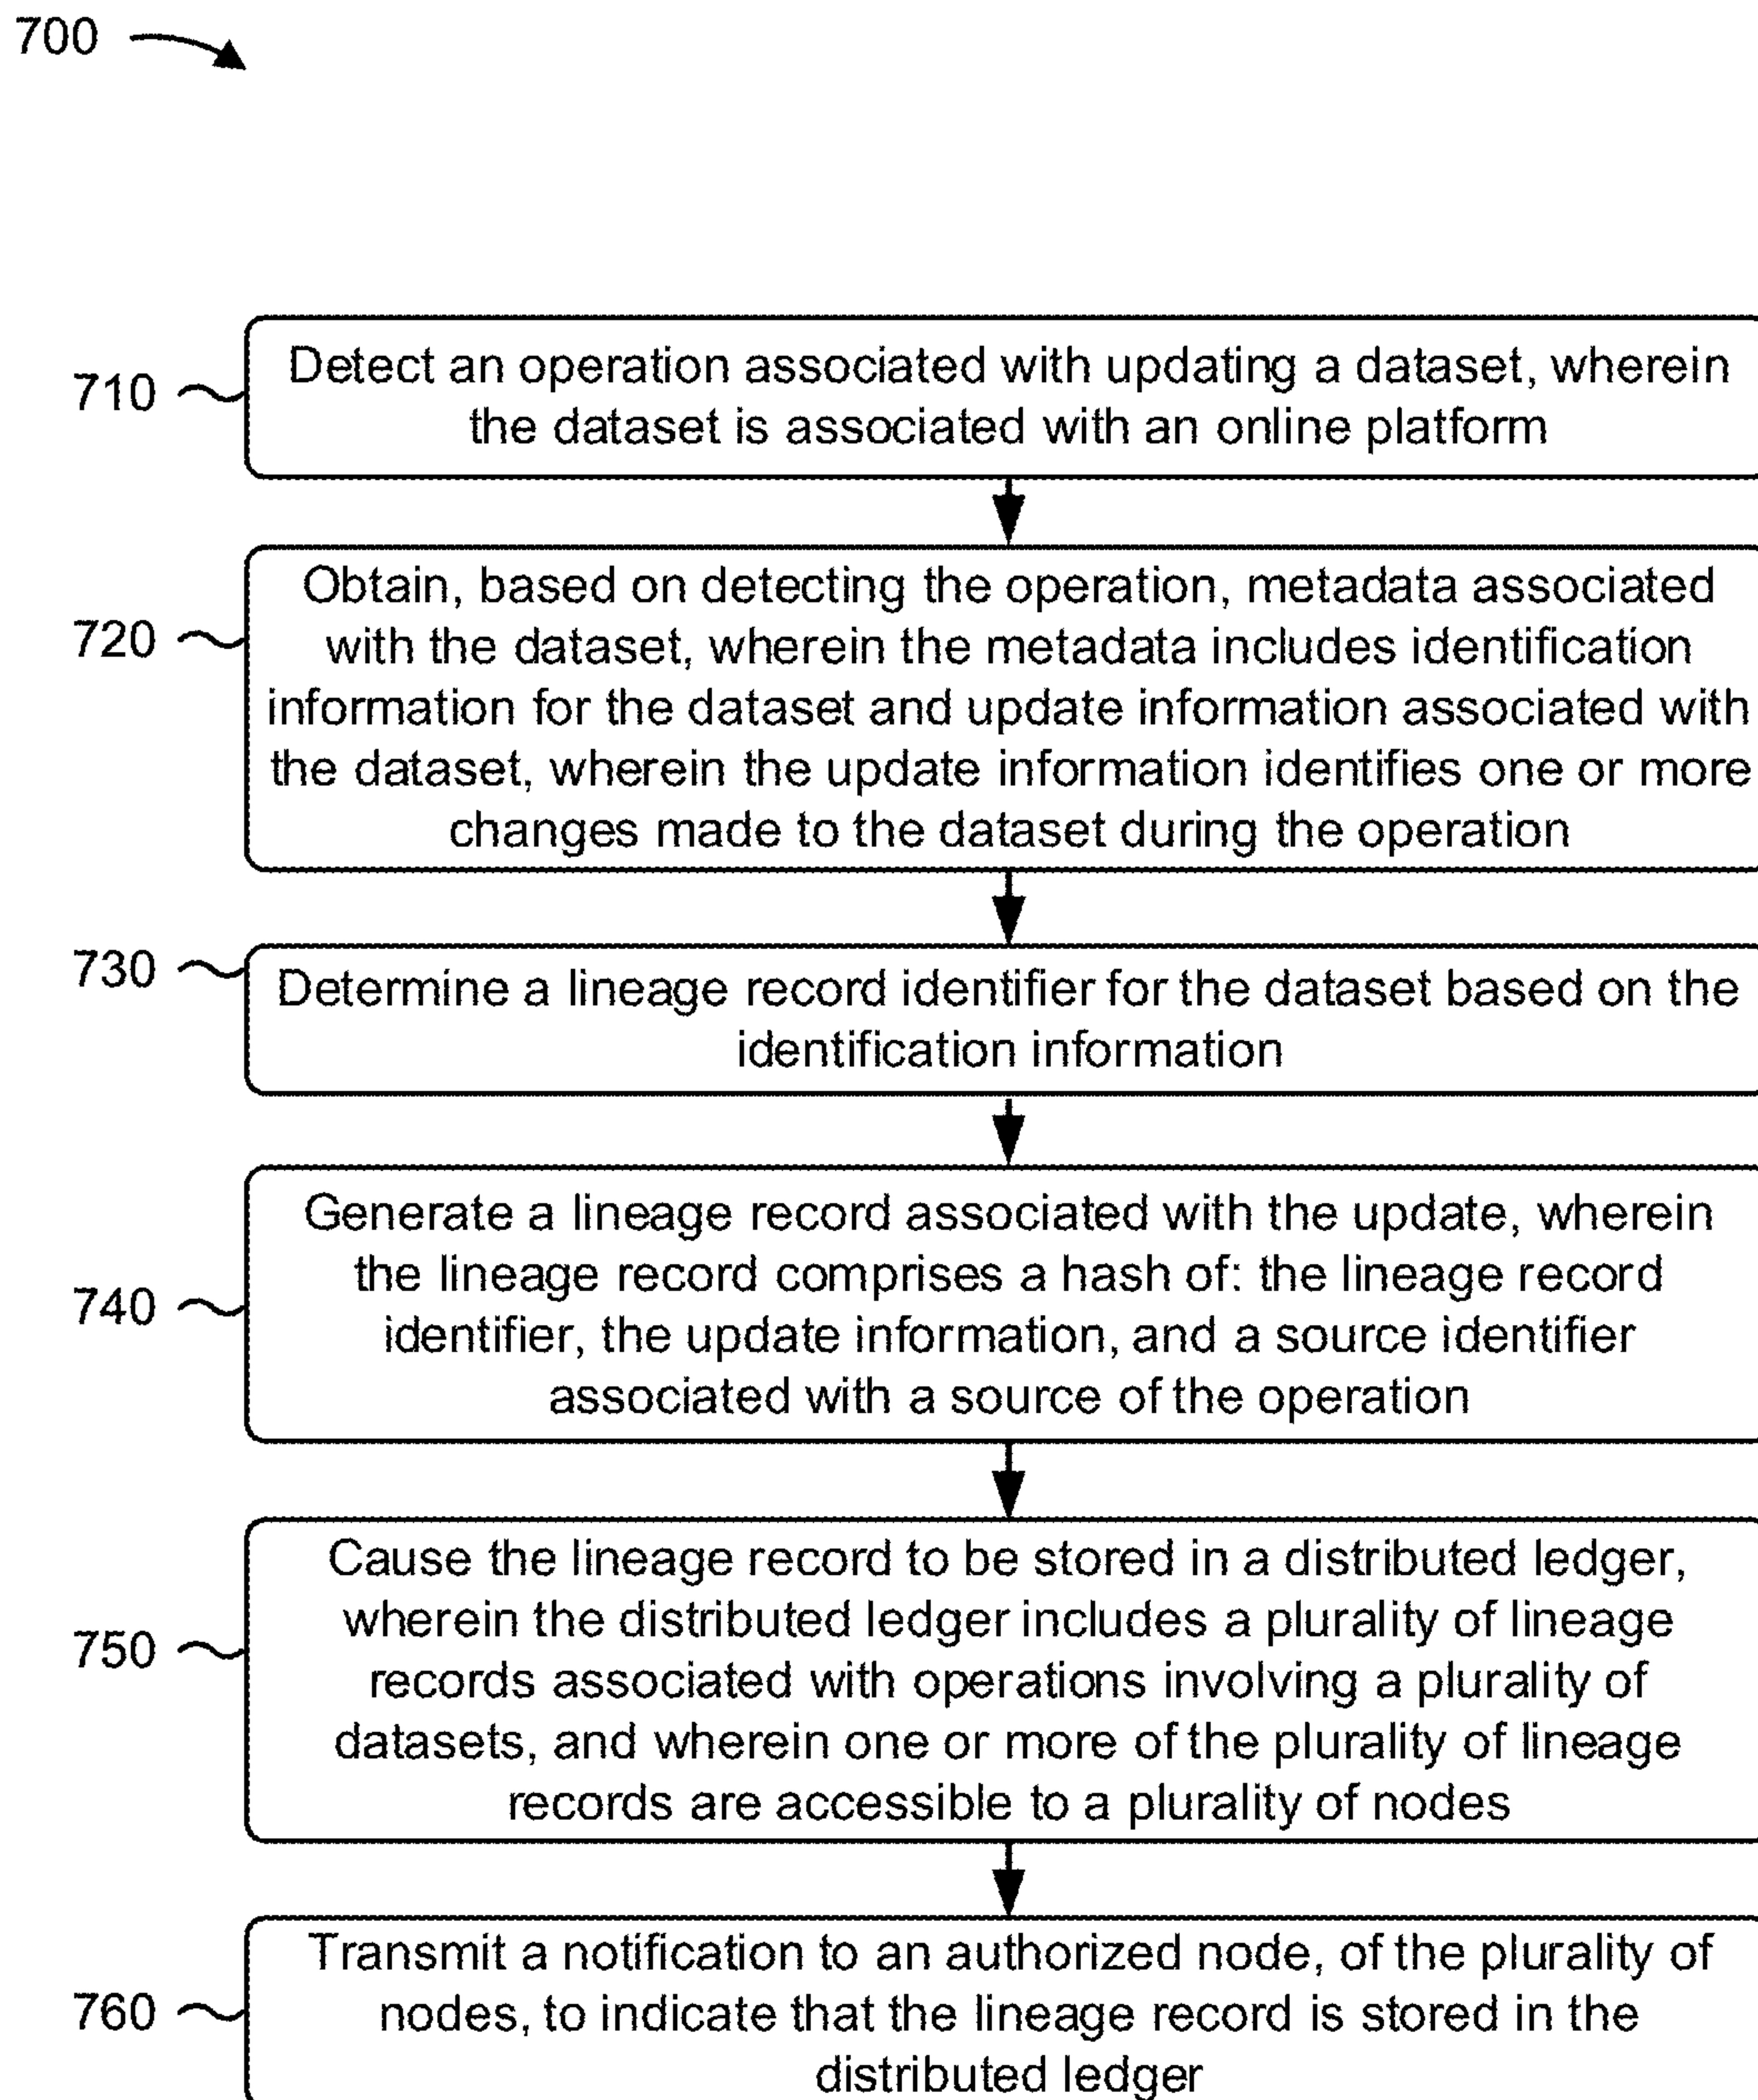 700
710
Detect an operation associated with updating a dataset, wherein
the dataset is associated with an online platform
720
Obtain, based on detecting the operation, metadata associated
with the dataset, wherein the metadata includes identification
information for the dataset and update information associated with
the dataset, wherein the update information identifies one or more
changes made to the dataset during the operation
730
Determine a lineage record identifier for the dataset based on the
identification information
740
Generate a lineage record associated with the update, wherein
the lineage record comprises a hash of: the lineage record
identifier, the update information, and a source identifier
associated with a source of the operation
750
Cause the lineage record to be stored in a distributed ledger,
wherein the distributed ledger includes a plurality of lineage
records associated with operations involving a plurality of
datasets, and wherein one or more of the plurality of lineage
records are accessible to a plurality of nodes
760
Transmit a notification to an authorized node, of the plurality of
nodes, to indicate that the lineage record is stored in the
distributed ledger